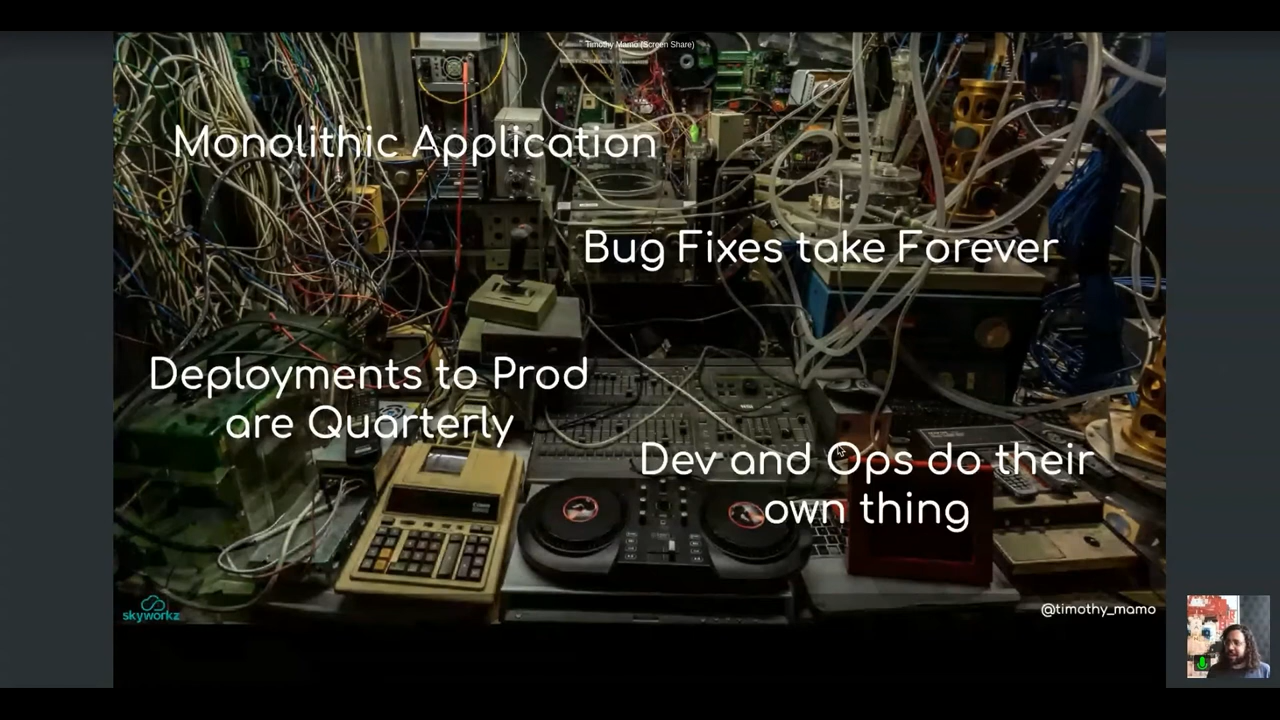 Timothy Mamo (Screen Share)
Monolithic Application
Bug Fixes take Forever
Deployments to Prod
are Quarterly
Dev and Ops do their
own thing
skyworkz
@timothy_mamo